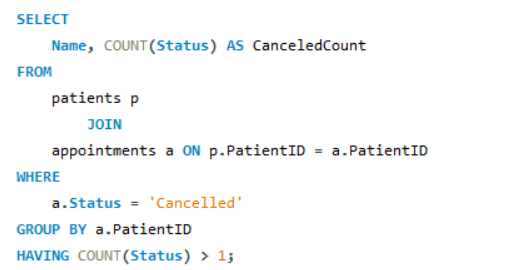 SELECT
Name, COUNT(Status) AS CanceledCount
FROM
patients p
JOIN
appointments a ON p.PatientID = a.PatientID
WHERE
a.Status = 'Cancelled'
GROUP BY a.PatientID
HAVING COUNT(Status) > 1;